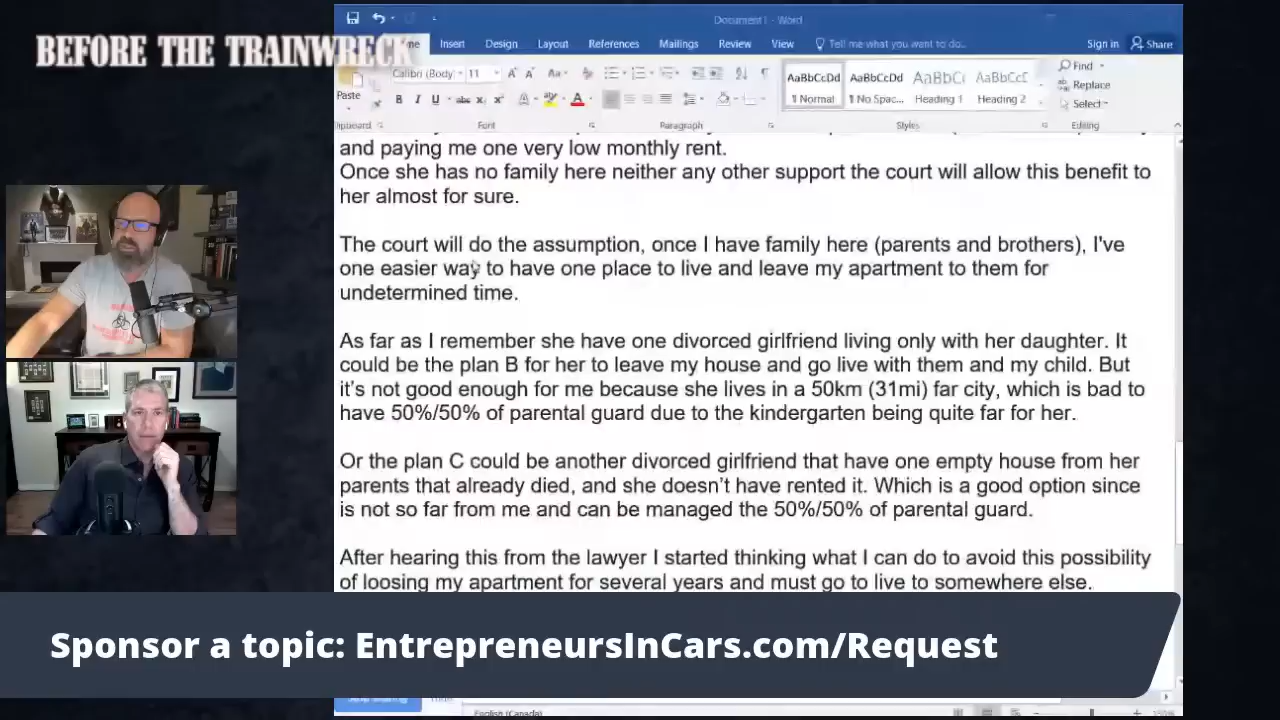 BEFORE THE TRAINWRECK
Document1 - Word
Insert Design Layout References Mailings Review View Tell me what you want to do... Sign in Share
Calibri (Body 11
Paste
AaBbCcDd AaBbCcDd
¶ Normal ¶ No Spac... Heading 1 Heading 2
Find
Replace
Select
Font Paragraph Styles Editing
and paying me one very low monthly rent.
Once she has no family here neither any other support the court will allow this benefit to
her almost for sure.
The court will do the assumption, once I have family here (parents and brothers), I've
one easier way to have one place to live and leave my apartment to them for
undetermined time.
As far as I remember she have one divorced girlfriend living only with her daughter. It
could be the plan B for her to leave my house and go live with them and my child. But
it's not good enough for me because she lives in a 50km (31mi) far city, which is bad to
have 50%/50% of parental guard due to the kindergarten being quite far for her.
Or the plan C could be another divorced girlfriend that have one empty house from her
parents that already died, and she doesn't have rented it. Which is a good option since
is not so far from me and can be managed the 50%/50% of parental guard.
After hearing this from the lawyer I started thinking what I can do to avoid this possibility
of loosing my apartment for several years and must go to live to somewhere else.
Sponsor a topic: EntrepreneursInCars.com/Request
English (Canada)